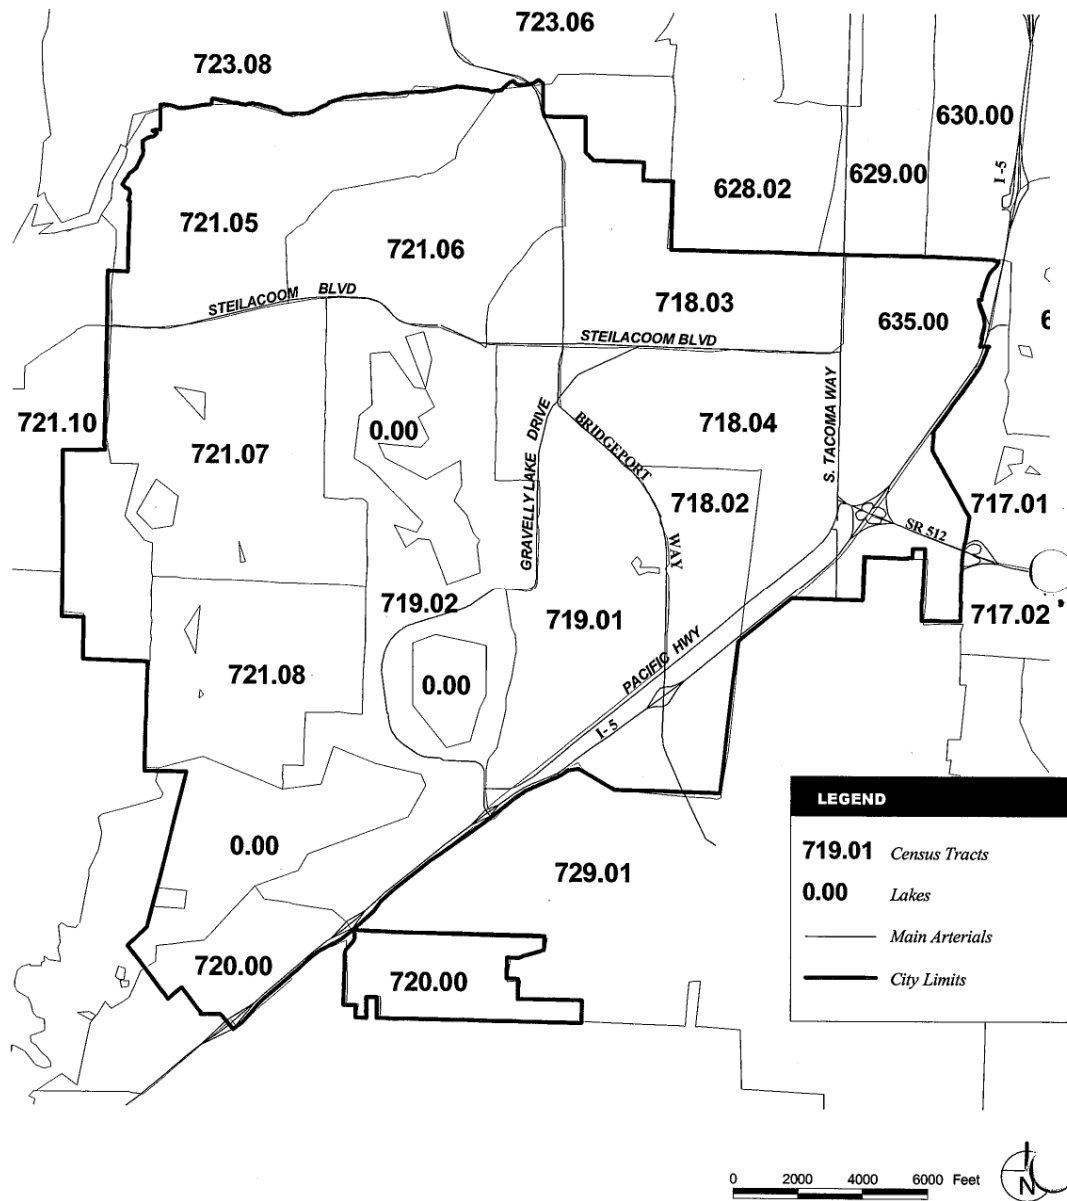 723.06
723.08
630.00
I-5
629.00
628.02
721.05
721.06
STEILACOOM BLVD
718.03
635.00
6
STEILACOOM BLVD
721.10
0.00
GRAVELLY LAKE DRIVE
BRIDGEPORT WAY
718.04
S. TACOMA WAY
721.07
718.02
717.01
SR 512
719.02
719.01
717.02
721.08
0.00
PACIFIC HWY
I-5
0.00
729.01
720.00
720.00
LEGEND
719.01 Census Tracts
0.00 Lakes
Main Arterials
City Limits
0 2000 4000 6000 Feet
N